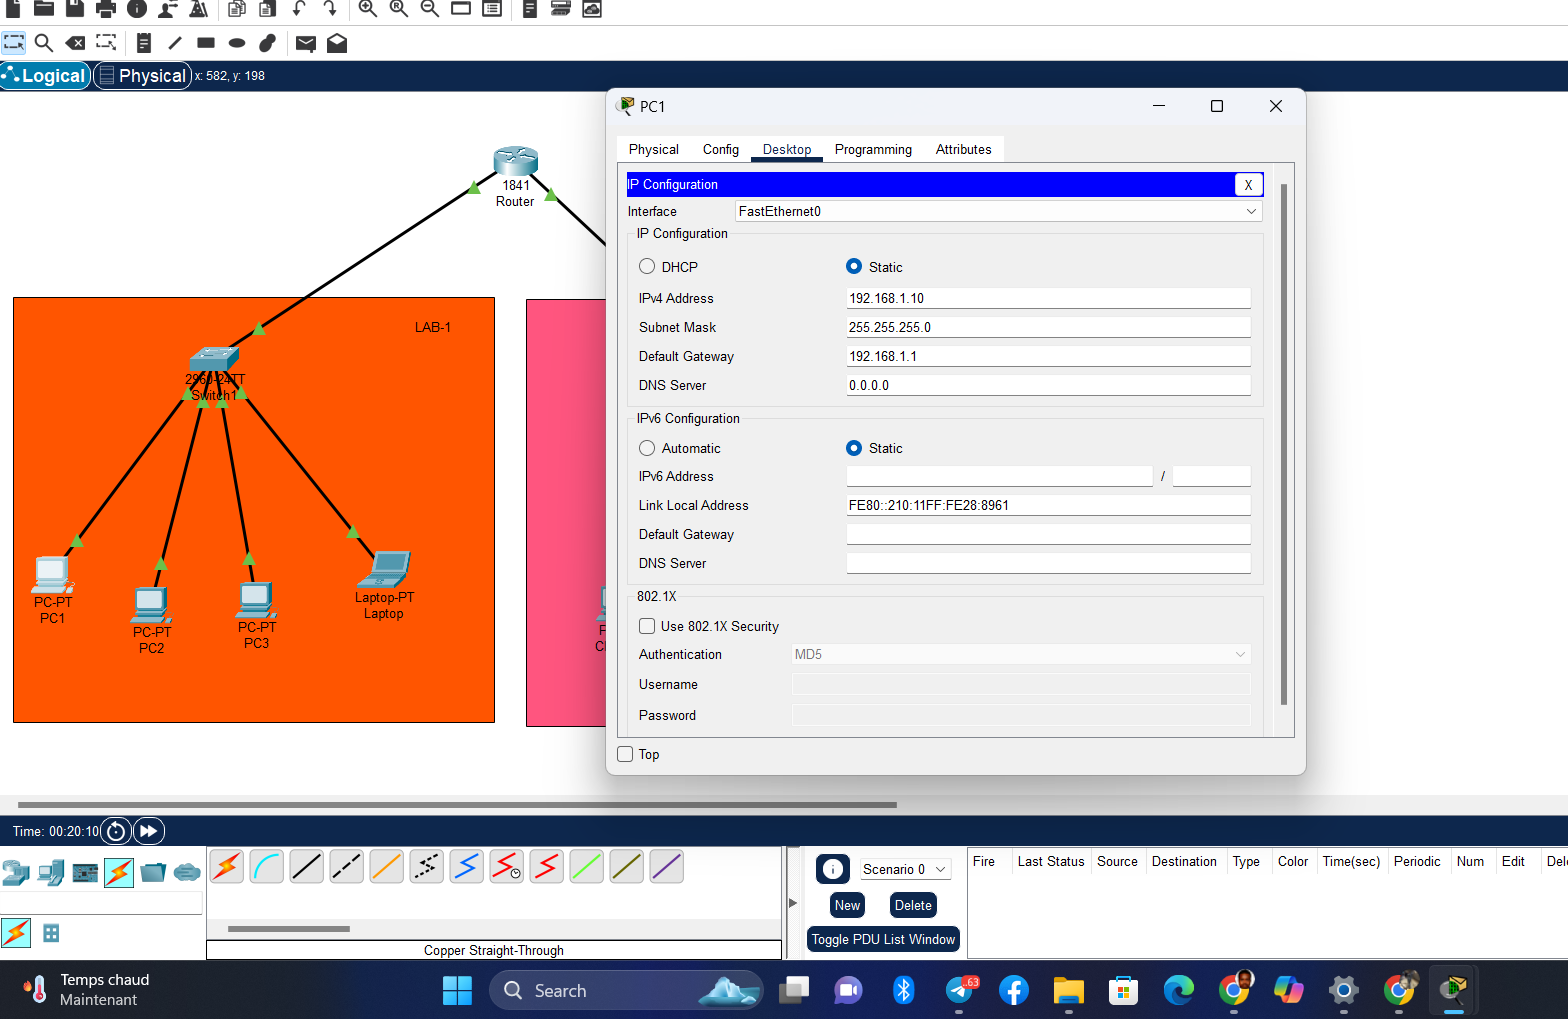 Logical
Physical
x: 582, y: 198
1841
Router
LAB-1
2960-24TT
Switch1
PC-PT
PC1
PC-PT
PC2
PC-PT
PC3
Laptop-PT
Laptop
PC1
Physical Config Desktop Programming Attributes
IP Configuration X
Interface FastEthernet0
IP Configuration
DHCP Static
IPv4 Address 192.168.1.10
Subnet Mask 255.255.255.0
Default Gateway 192.168.1.1
DNS Server 0.0.0.0
IPv6 Configuration
Automatic Static
IPv6 Address /
Link Local Address FE80::210:11FF:FE28:8961
Default Gateway
DNS Server
802.1X
Use 802.1X Security
Authentication MD5
Username
Password
Top
Time: 00:20:10
Copper Straight-Through
Scenario 0
New Delete
Toggle PDU List Window
Fire Last Status Source Destination Type Color Time(sec) Periodic Num Edit
Temps chaud
Maintenant
Search
.63